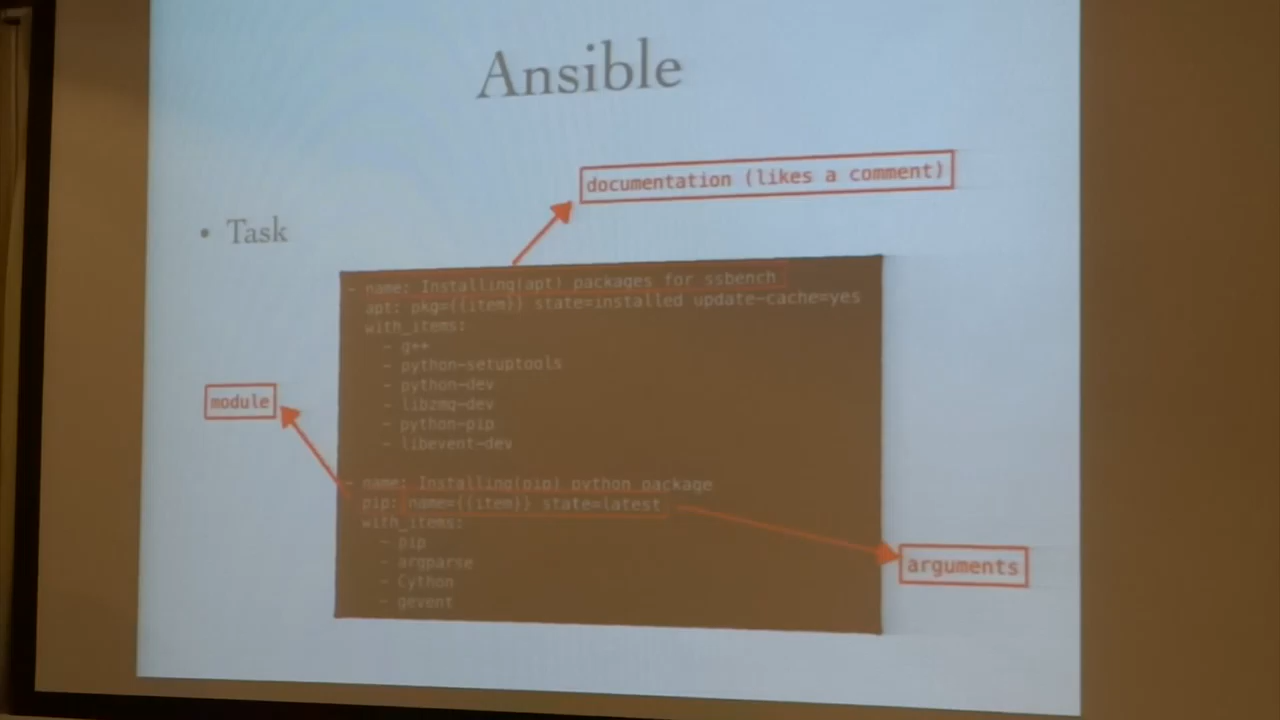 Ansible
documentation (likes a comment)
• Task
- name: Installing(apt) packages for ssbench
apt: pkg={{item}} state=installed update-cache=yes
with_items:
- g++
- python-setuptools
- python-dev
- libzmq-dev
- python-pip
- libevent-dev
module
- name: Installing(pip) python package
pip: name={{item}} state=latest
with_items:
- pip
- argparse
- Cython
- gevent
arguments